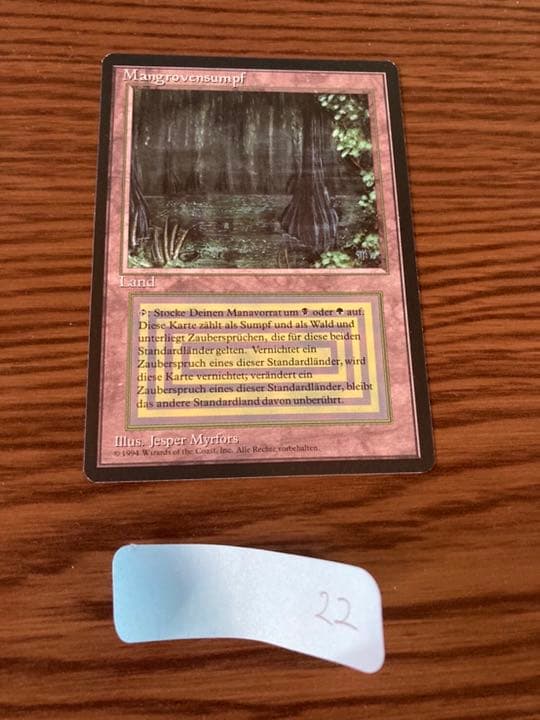 Mangrovensumpf
Land
: Stocke Deinen Manavorrat um oder auf.
Diese Karte zählt als Sumpf und als Wald und
unterliegt Zaubersprüchen, die für diese beiden
Standardländer gelten. Vernichtet ein
Zauberspruch eines dieser Standardländer, wird
diese Karte vernichtet; verändert ein
Zauberspruch eines dieser Standardländer, bleibt
das andere Standardland davon unberührt.
Illus. Jesper Myrfors
© 1994 Wizards of the Coast, Inc. Alle Rechte vorbehalten.
22